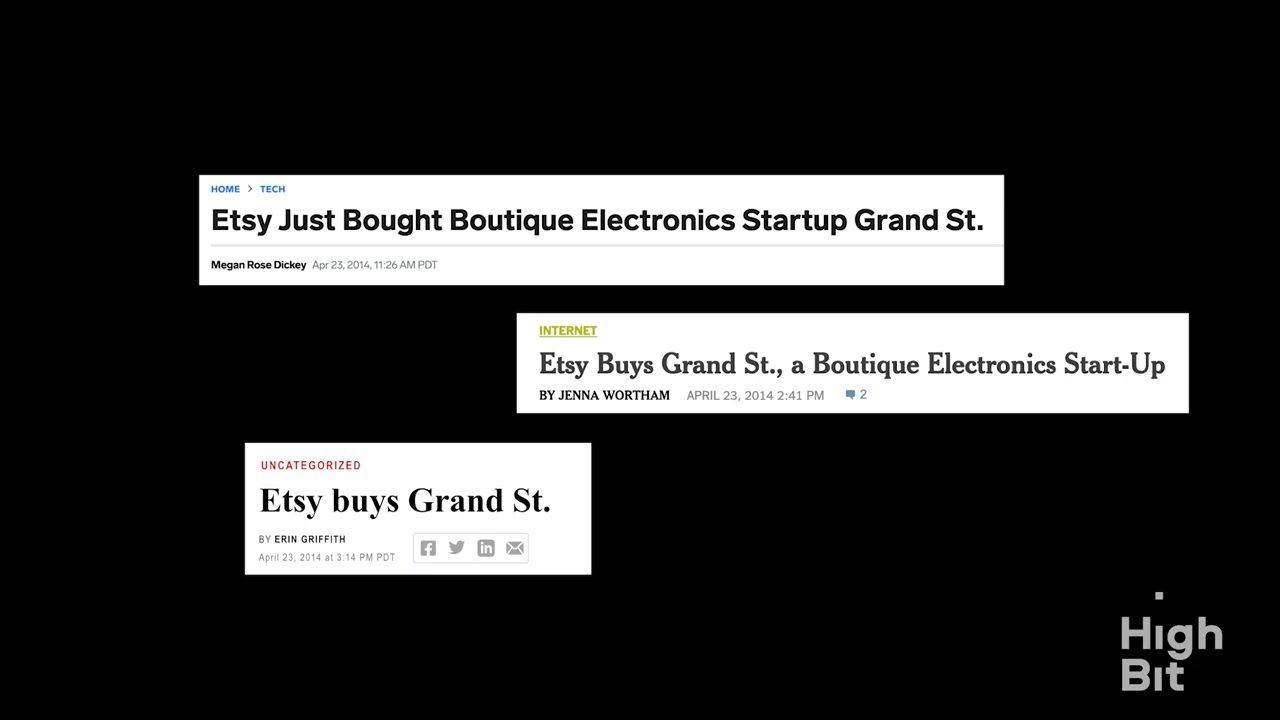 HOME > TECH
Etsy Just Bought Boutique Electronics Startup Grand St.
Megan Rose Dickey Apr 23, 2014, 11:26 AM PDT
INTERNET
Etsy Buys Grand St., a Boutique Electronics Start-Up
BY JENNA WORTHAM APRIL 23, 2014 2:41 PM 2
UNCATEGORIZED
Etsy buys Grand St.
BY ERIN GRIFFITH
April 23, 2014 at 3:14 PM PDT
High
Bit